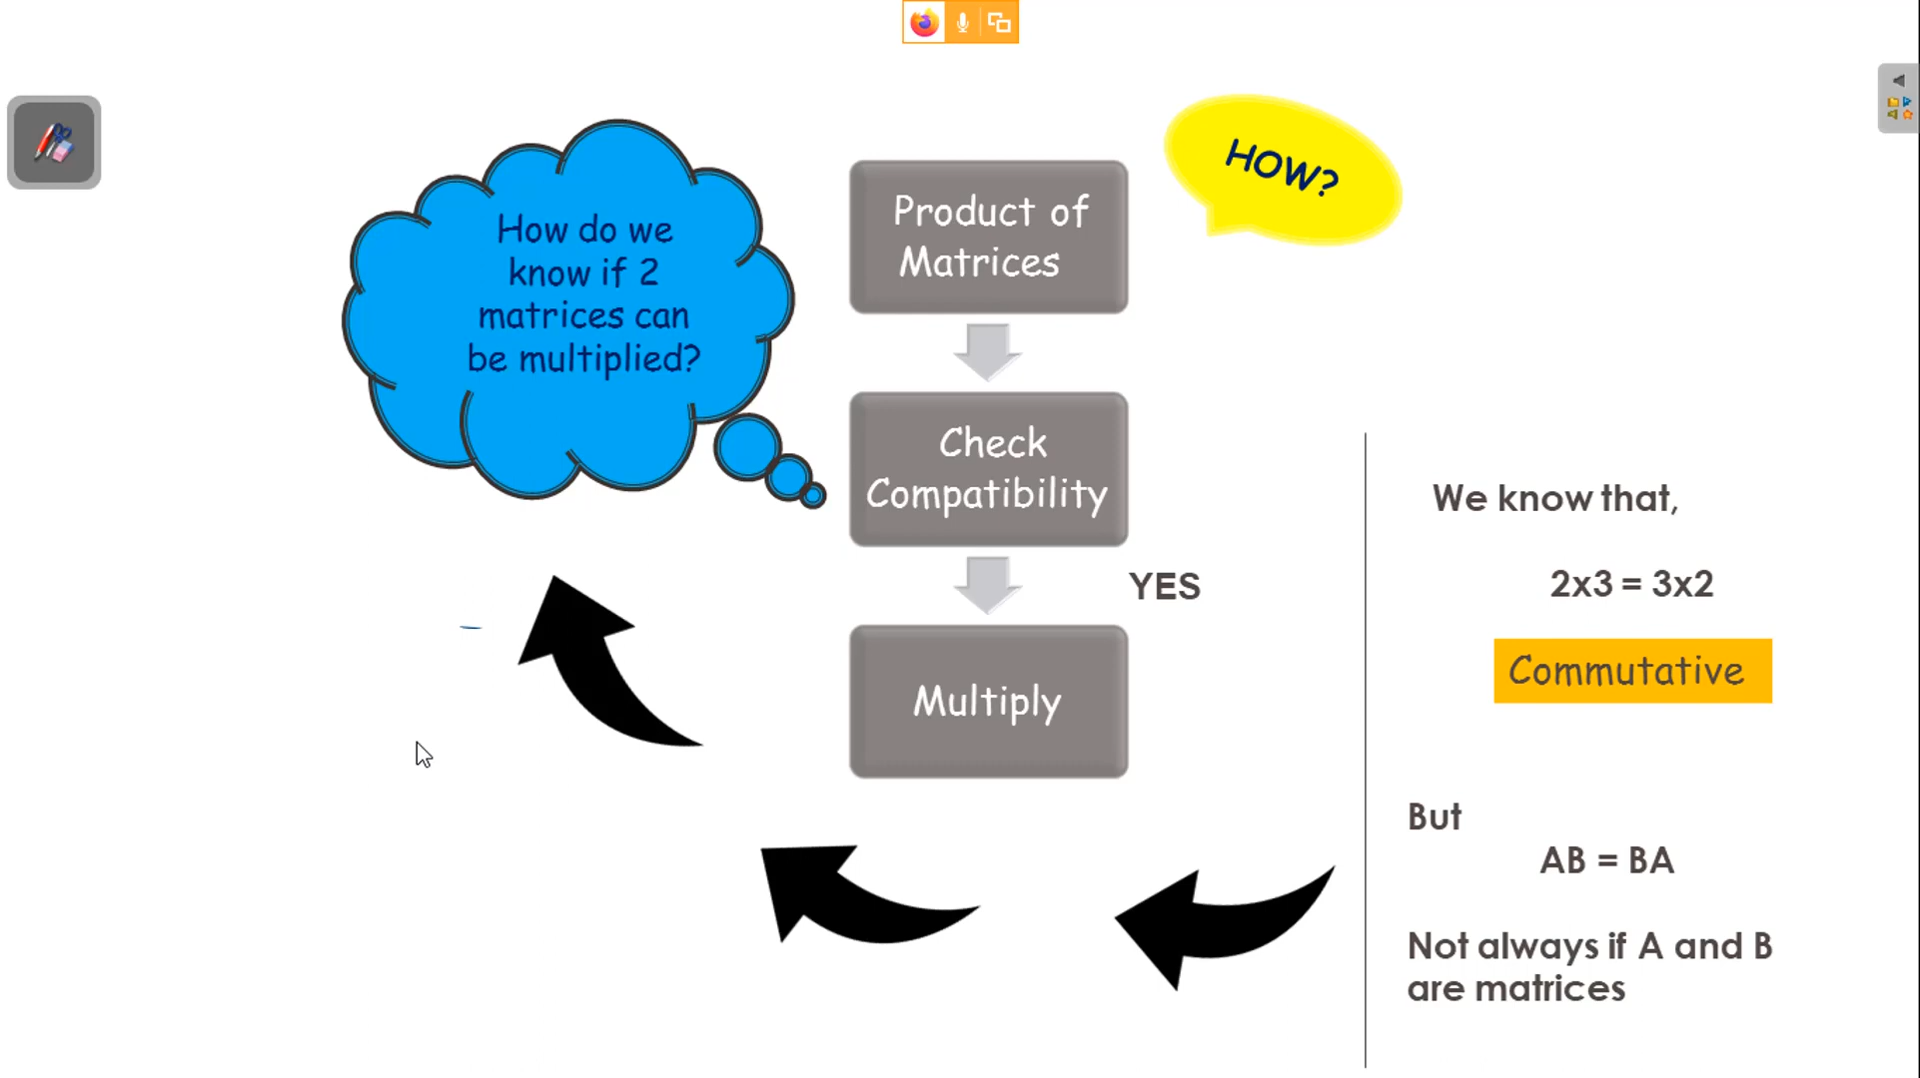 HOW?
How do we
know if 2
matrices can
be multiplied?
Product of
Matrices
Check
Compatibility
YES
Multiply
We know that,
2x3 = 3x2
Commutative
But
AB = BA
Not always if A and B
are matrices